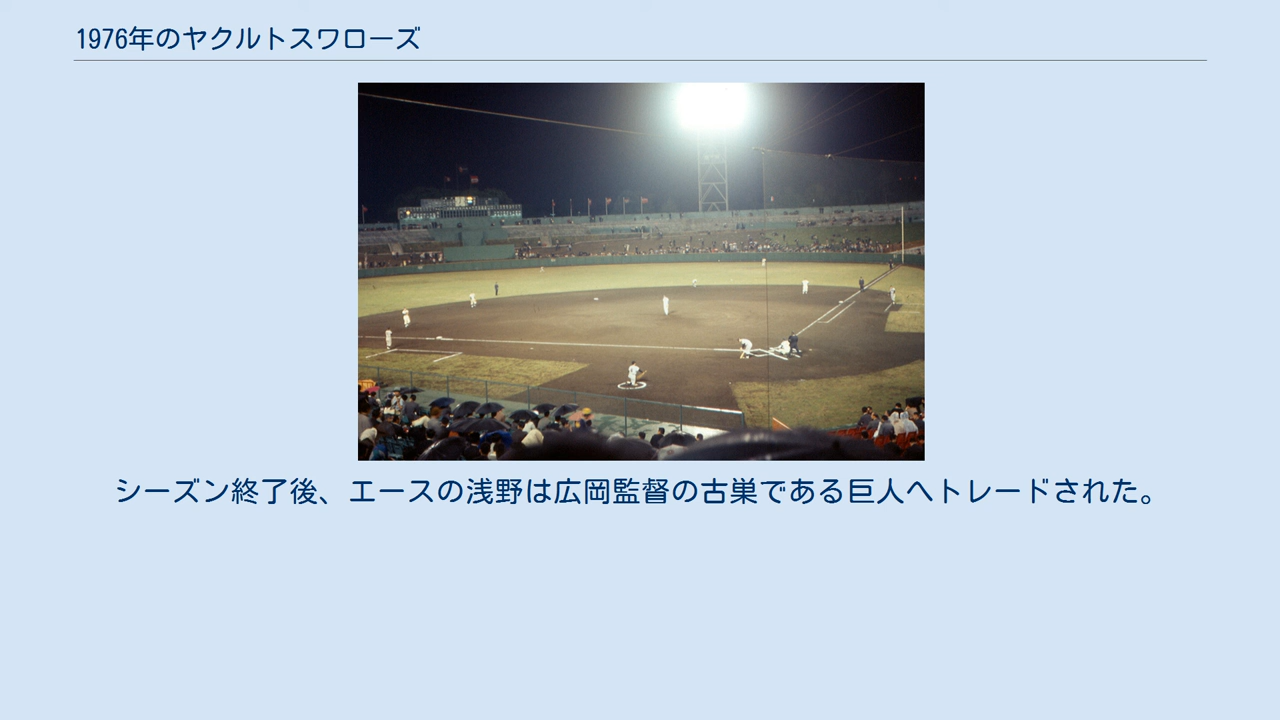 1976年のヤクルトスワローズ
シーズン終了後、エースの浅野は広岡監督の古巣である巨人へトレードされた。